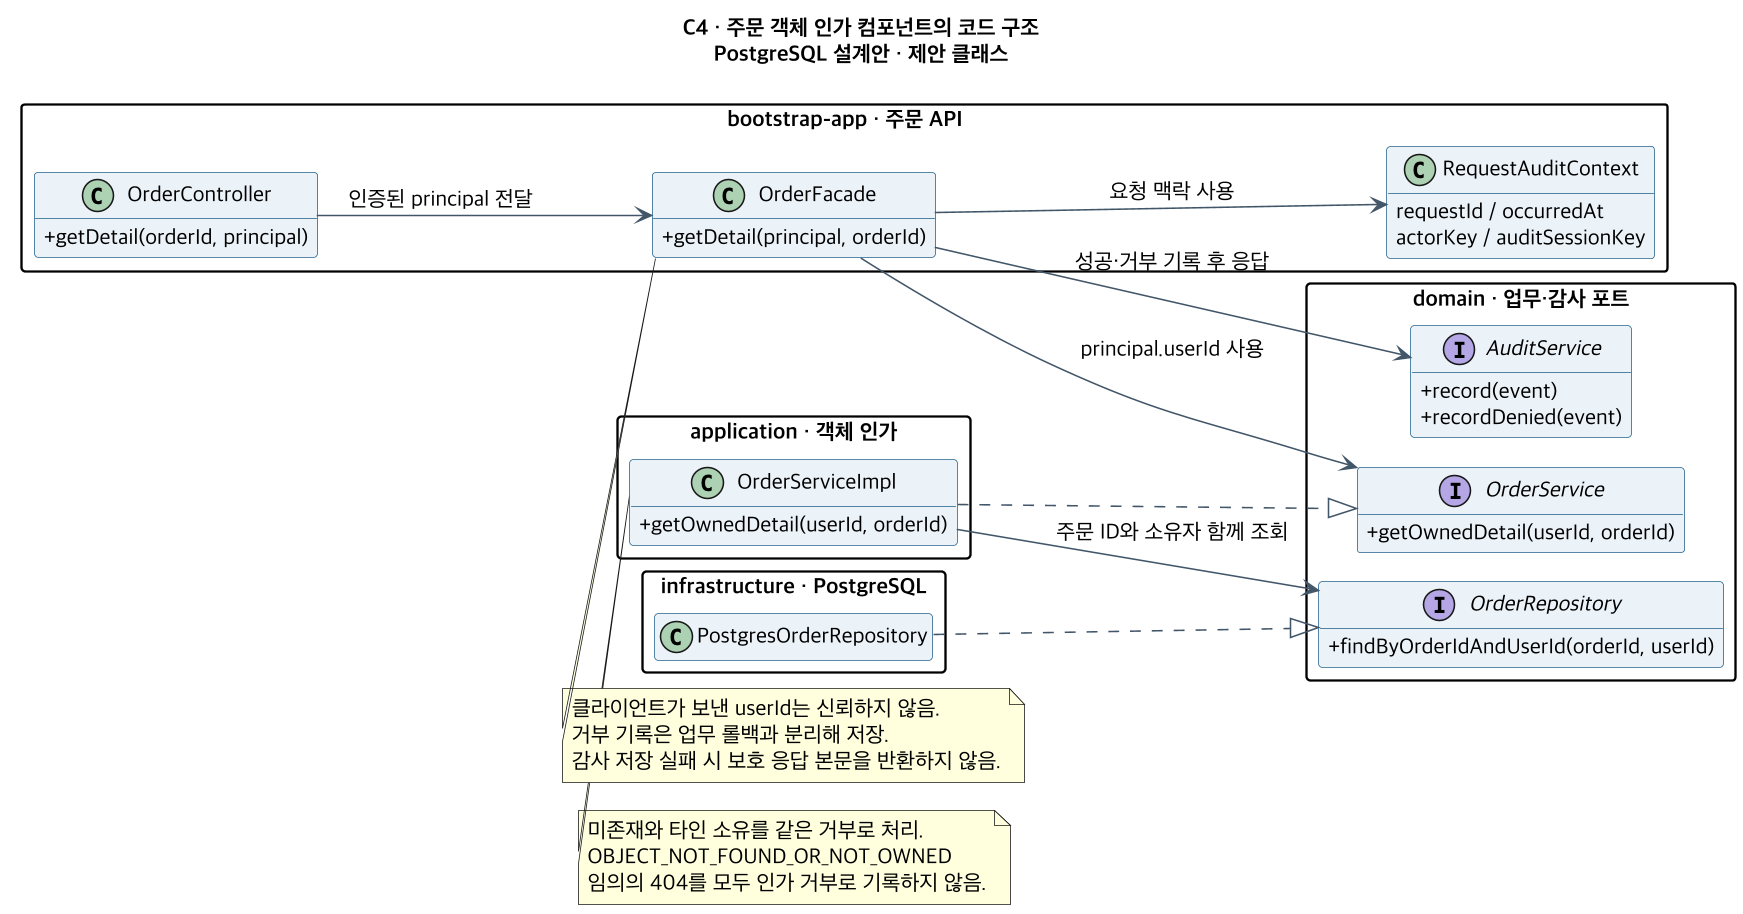 C4 · 주문 객체 인가 컴포넌트의 코드 구조
PostgreSQL 설계안 · 제안 클래스
bootstrap-app · 주문 API
C OrderController
+getDetail(orderId, principal)
인증된 principal 전달
C OrderFacade
+getDetail(principal, orderId)
요청 맥락 사용
C RequestAuditContext
requestId / occurredAt
actorKey / auditSessionKey
성공·거부 기록 후 응답
principal.userId 사용
domain · 업무·감사 포트
I AuditService
+record(event)
+recordDenied(event)
application · 객체 인가
C OrderServiceImpl
+getOwnedDetail(userId, orderId)
I OrderService
+getOwnedDetail(userId, orderId)
주문 ID와 소유자 함께 조회
infrastructure · PostgreSQL
C PostgresOrderRepository
I OrderRepository
+findByOrderIdAndUserId(orderId, userId)
클라이언트가 보낸 userId는 신뢰하지 않음.
거부 기록은 업무 롤백과 분리해 저장.
감사 저장 실패 시 보호 응답 본문을 반환하지 않음.
미존재와 타인 소유를 같은 거부로 처리.
OBJECT_NOT_FOUND_OR_NOT_OWNED
임의의 404를 모두 인가 거부로 기록하지 않음.